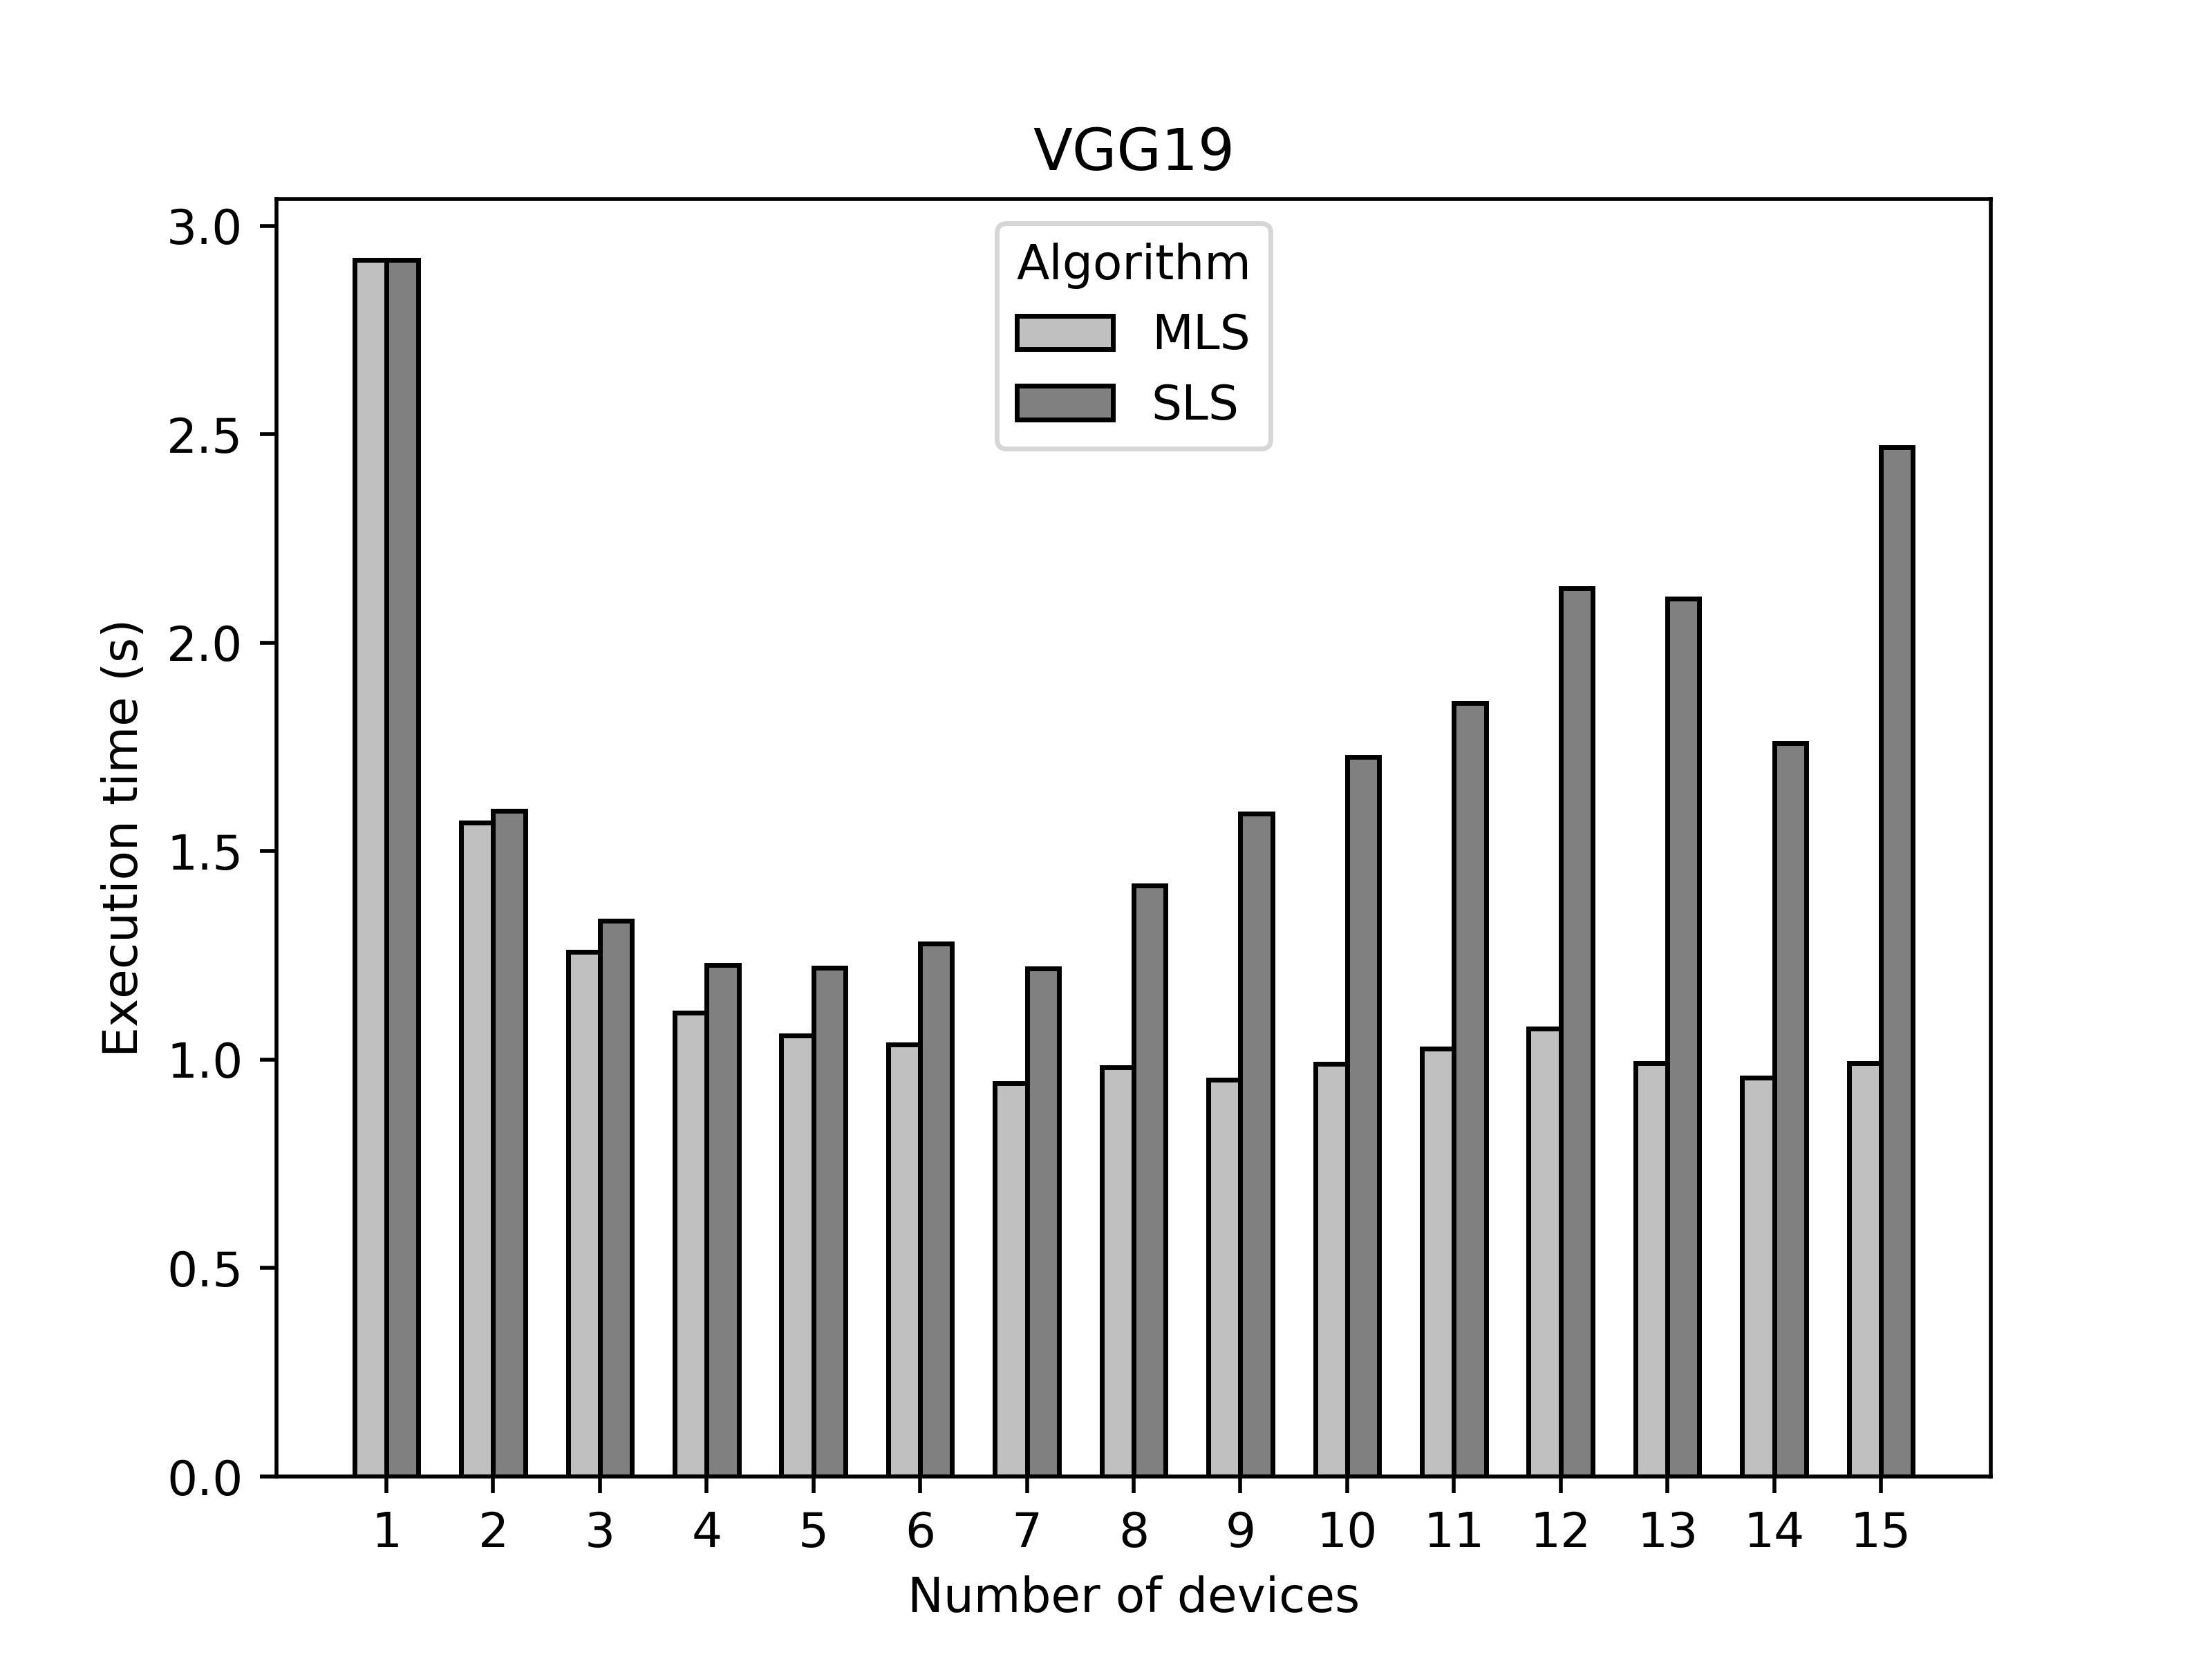 VGG19
Algorithm
MLS
SLS
Execution time (s)
3.0
2.5
2.0
1.5
1.0
0.5
0.0
1 2 3 4 5 6 7 8 9 10 11 12 13 14 15
Number of devices